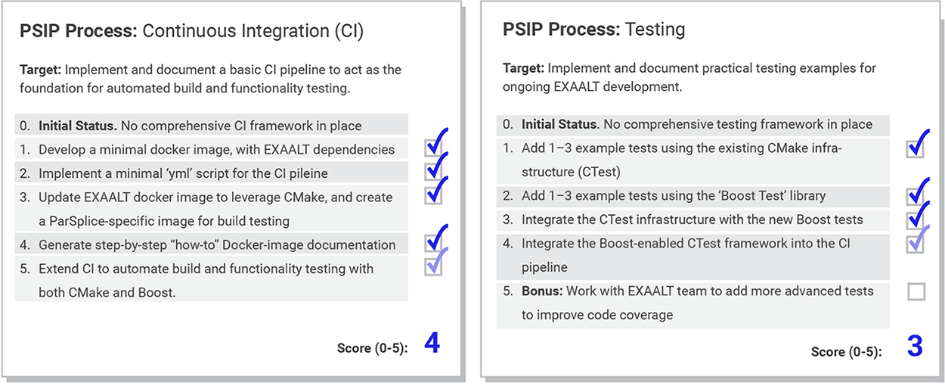 PSIP Process: Continuous Integration (CI)
Target: Implement and document a basic CI pipeline to act as the
foundation for automated build and functionality testing.
0. Initial Status. No comprehensive CI framework in place
1. Develop a minimal docker image, with EXAALT dependencies
2. Implement a minimal ‘yml’ script for the CI pileine
3. Update EXAALT docker image to leverage CMake, and create
a ParSplice-specific image for build testing
4. Generate step-by-step “how-to” Docker-image documentation
5. Extend CI to automate build and functionality testing with
both CMake and Boost.
Score (0-5): 4
PSIP Process: Testing
Target: Implement and document practical testing examples for
ongoing EXAALT development.
0. Initial Status. No comprehensive testing framework in place
1. Add 1–3 example tests using the existing CMake infra-
structure (CTest)
2. Add 1–3 example tests using the ‘Boost Test’ library
3. Integrate the CTest infrastructure with the new Boost tests
4. Integrate the Boost-enabled CTest framework into the CI
pipeline
5. Bonus: Work with EXAALT team to add more advanced tests
to improve code coverage
Score (0-5): 3